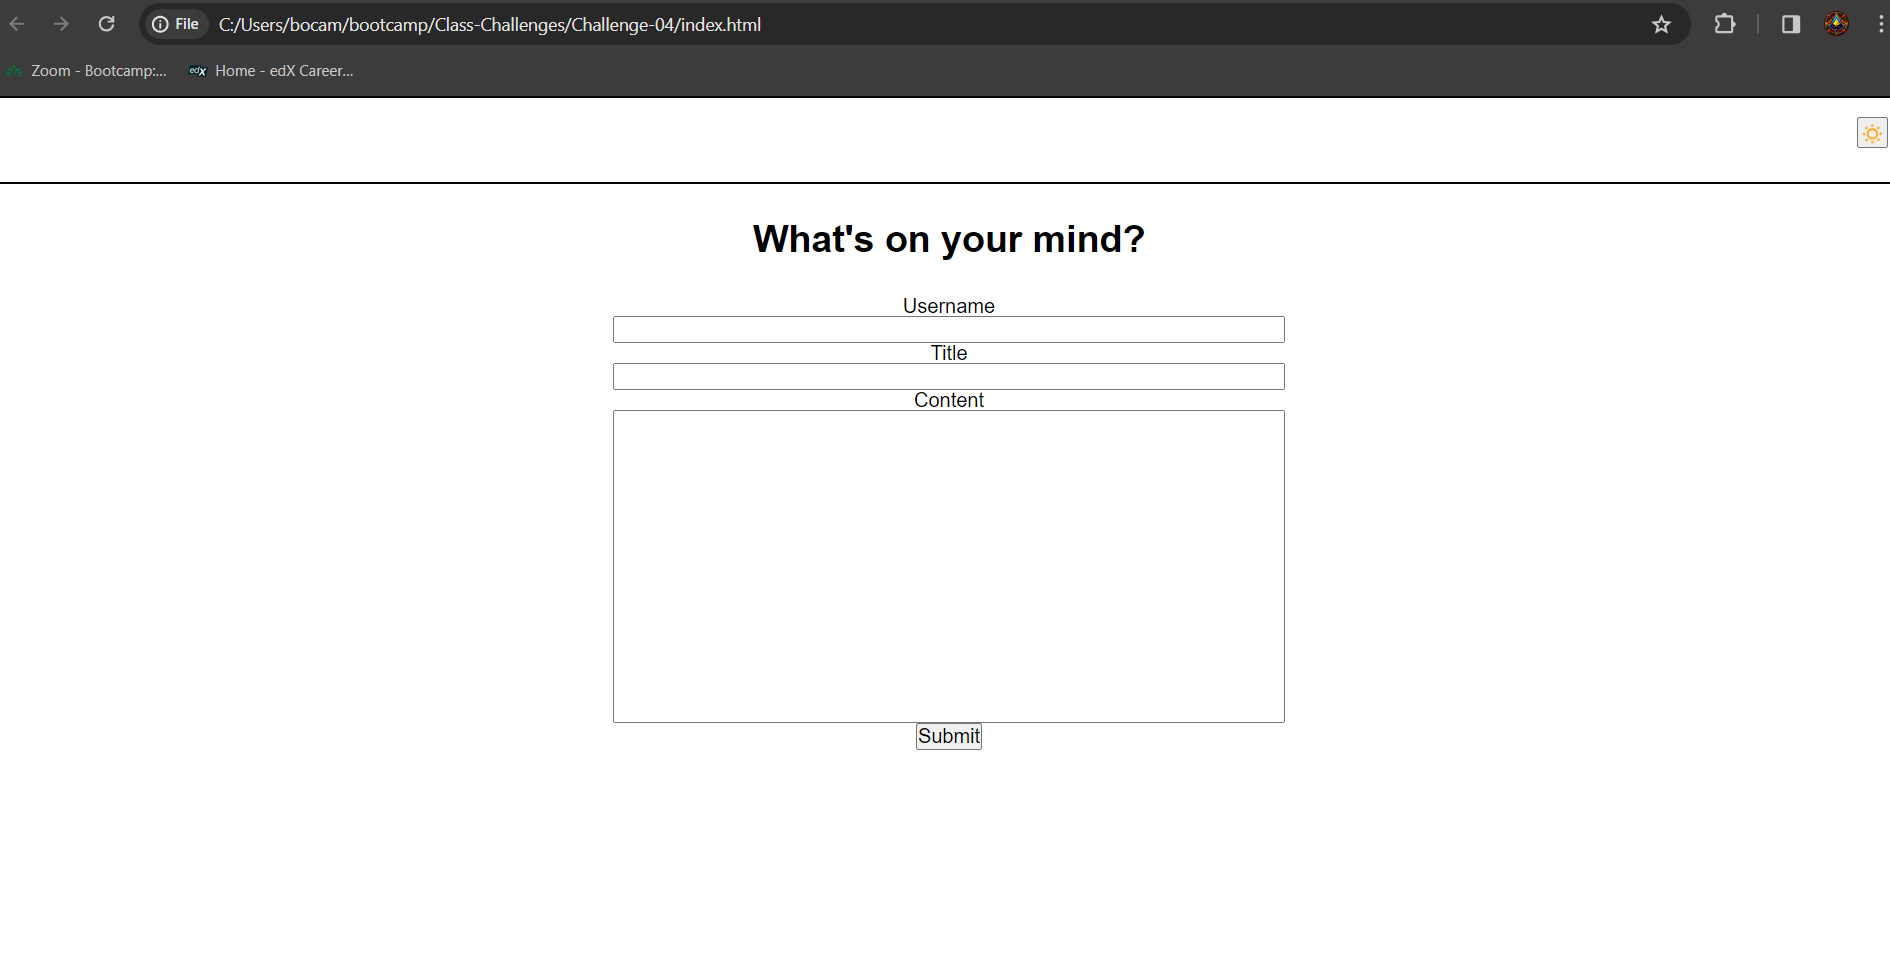 File C:/Users/bocam/bootcamp/Class-Challenges/Challenge-04/index.html
Zoom - Bootcamp:... edX Home - edX Career...
What's on your mind?
Username
Title
Content
Submit